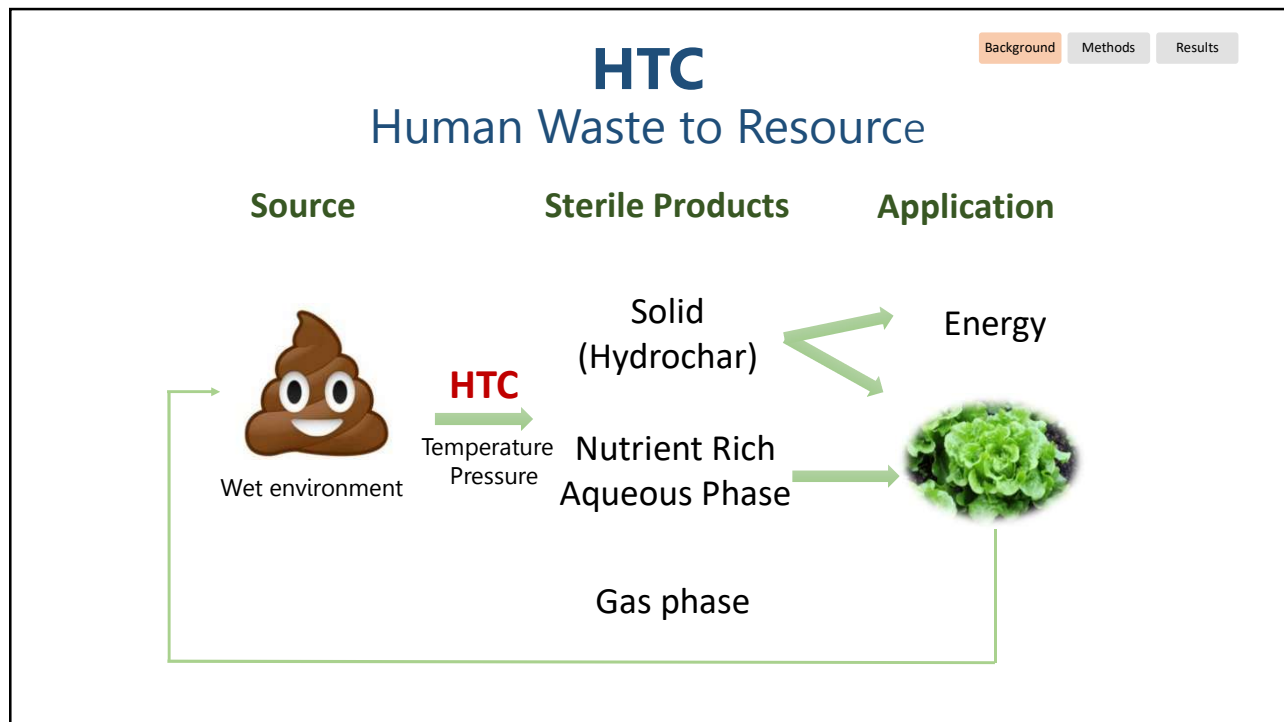 HTC
Human Waste to Resource
Background
Methods
Results
Source
Sterile Products
Application
Wet environment
HTC
Temperature
Pressure
Solid
(Hydrochar)
Nutrient Rich
Aqueous Phase
Gas phase
Energy